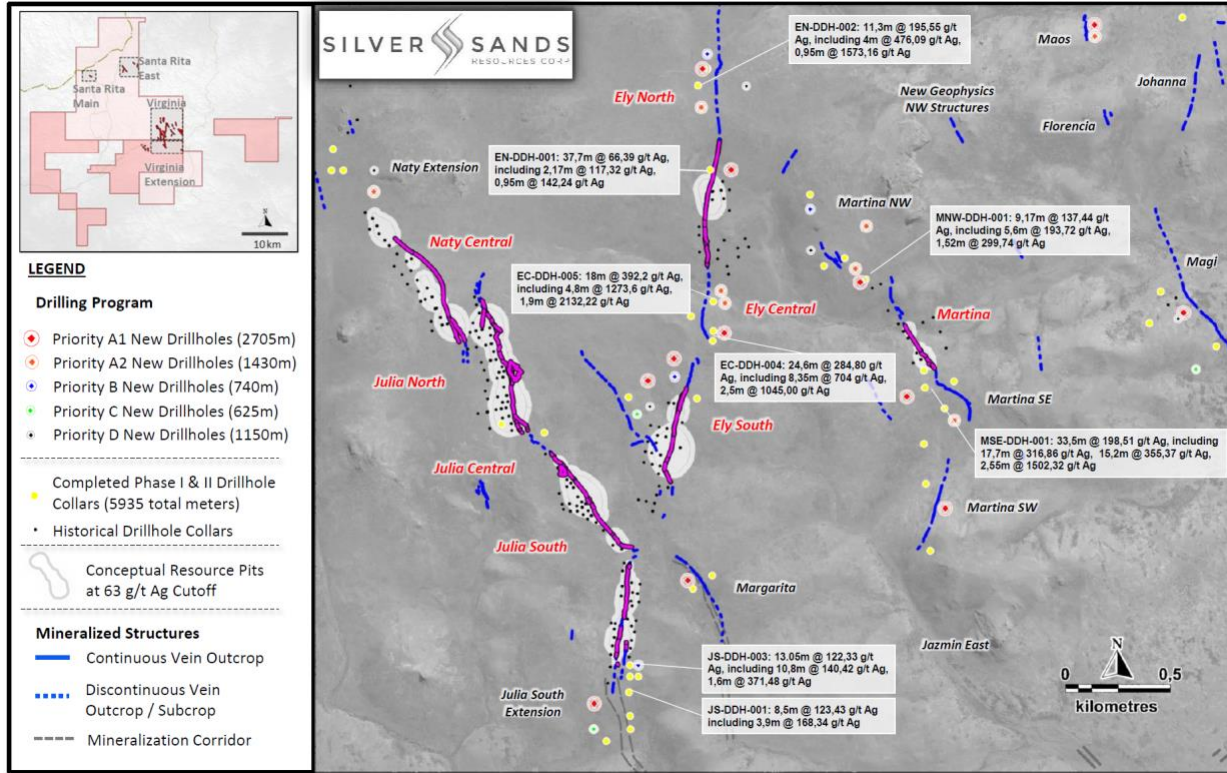 Santa Rita
East
Santa Rita
Main
Virginia
Virginia
Extension
N
10km
LEGEND
Drilling Program
Priority A1 New Drillholes (2705m)
Priority A2 New Drillholes (1430m)
Priority B New Drillholes (740m)
Priority C New Drillholes (625m)
Priority D New Drillholes (1150m)
Completed Phase I & II Drillhole
Collars (5935 total meters)
Historical Drillhole Collars
Conceptual Resource Pits
at 63 g/t Ag Cutoff
Mineralized Structures
Continuous Vein Outcrop
Discontinuous Vein
Outcrop / Subcrop
Mineralization Corridor
SILVER SANDS
RESOURCES CORP
EN-DDH-002: 11,3m @ 195,55 g/t
Ag, including 4m @ 476,09 g/t Ag,
0,95m @ 1573,16 g/t Ag
Maos
Johanna
Ely North
New Geophysics
NW Structures
Florencia
EN-DDH-001: 37,7m @ 66,39 g/t Ag,
including 2,17m @ 117,32 g/t Ag,
0,95m @ 142,24 g/t Ag
Naty Extension
Martina NW
MNW-DDH-001: 9,17m @ 137,44 g/t
Ag, including 5,6m @ 193,72 g/t Ag,
1,52m @ 299,74 g/t Ag
Naty Central
Magi
EC-DDH-005: 18m @ 392,2 g/t Ag,
including 4,8m @ 1273,6 g/t Ag,
1,9m @ 2132,22 g/t Ag
Ely Central
Martina
Julia North
EC-DDH-004: 24,6m @ 284,80 g/t
Ag, including 8,35m @ 704 g/t Ag,
2,5m @ 1045,00 g/t Ag
Martina SE
Ely South
MSE-DDH-001: 33,5m @ 198,51 g/t Ag, including
17,7m @ 316,86 g/t Ag, 15,2m @ 355,37 g/t Ag,
2,55m @ 1502,32 g/t Ag
Julia Central
Martina SW
Julia South
Margarita
Jazmin East
JS-DDH-003: 13.05m @ 122,33 g/t
Ag, including 10,8m @ 140,42 g/t Ag,
1,6m @ 371,48 g/t Ag
Julia South
Extension
JS-DDH-001: 8,5m @ 123,43 g/t Ag
including 3,9m @ 168,34 g/t Ag
N
0 0,5
kilometres